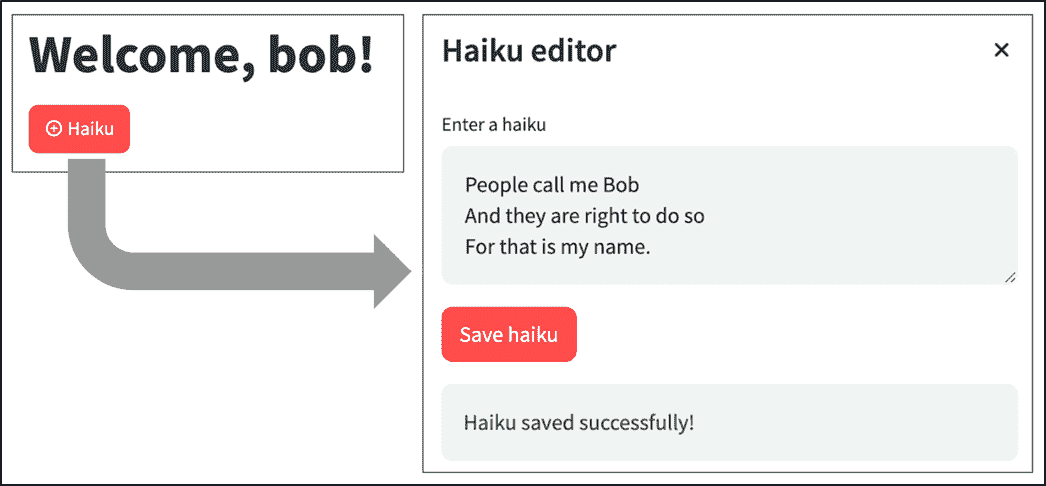 Welcome, bob!
Haiku
Haiku editor
Enter a haiku
People call me Bob
And they are right to do so
For that is my name.
Save haiku
Haiku saved successfully!